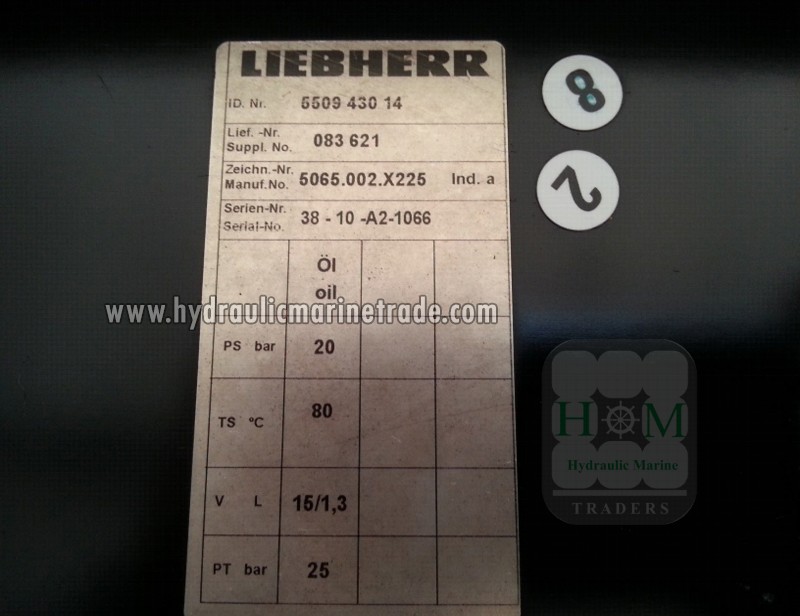 LIEBHERR
ID. Nr. 5509 430 14
Lief. -Nr.
Suppl. No. 083 621
Zeichn.-Nr.
Manuf.No. 5065.002.X225 Ind. a
Serien-Nr.
Serial-No. 38 - 10 -A2-1066
Öl
oil
PS bar 20
TS ºC 80
V L 15/1,3
PT bar 25
8
2
www.hydraulicmarinetrade.com
H M
Hydraulic Marine
TRADERS